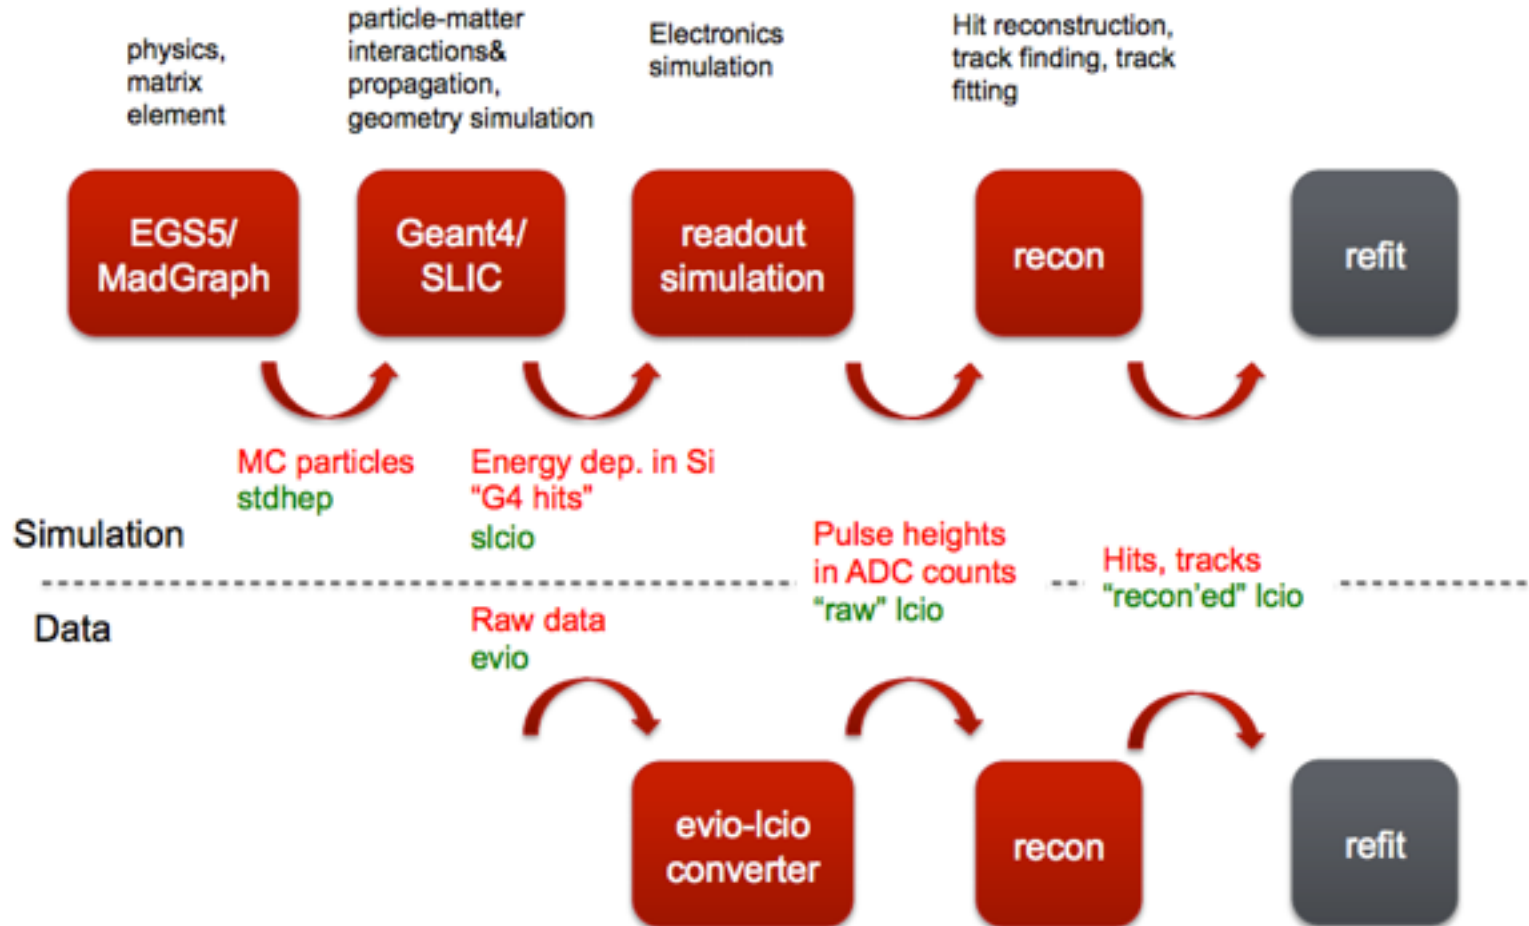 physics,
matrix
element
particle-matter
interactions&
propagation,
geometry simulation
Electronics
simulation
Hit reconstruction,
track finding, track
fitting
EGS5/
MadGraph
Geant4/
SLIC
readout
simulation
recon
refit
MC particles
stdhep
Energy dep. in Si
“G4 hits”
slcio
Pulse heights
in ADC counts
“raw” lcio
Hits, tracks
“recon’ed” lcio
Simulation
Data
Raw data
evio
evio-lcio
converter
recon
refit